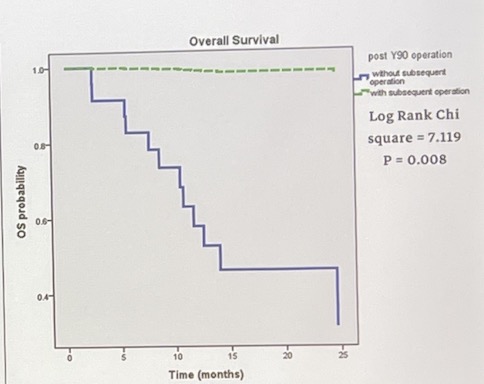 Overall Survival
post Y90 operation
without subsequent
operation
with subsequent operation
Log Rank Chi
square = 7.119
P = 0.008
OS probability
1.0
0.8
0.6
0.4
0 5 10 15 20 25
Time (months)